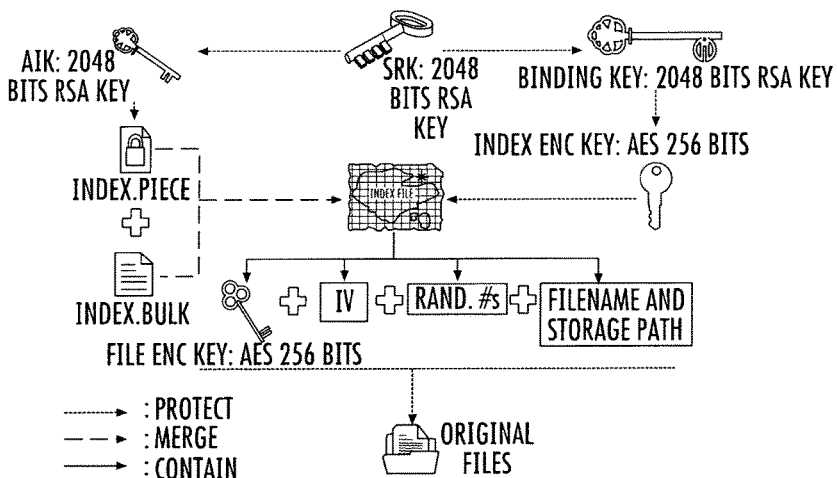 AIK: 2048
BITS RSA KEY
SRK: 2048
BITS RSA
KEY
BINDING KEY: 2048 BITS RSA KEY
INDEX ENC KEY: AES 256 BITS
INDEX.PIECE
INDEX FILE
INDEX.BULK
IV
RAND. #s
FILENAME AND
STORAGE PATH
FILE ENC KEY: AES 256 BITS
: PROTECT
: MERGE
: CONTAIN
ORIGINAL
FILES